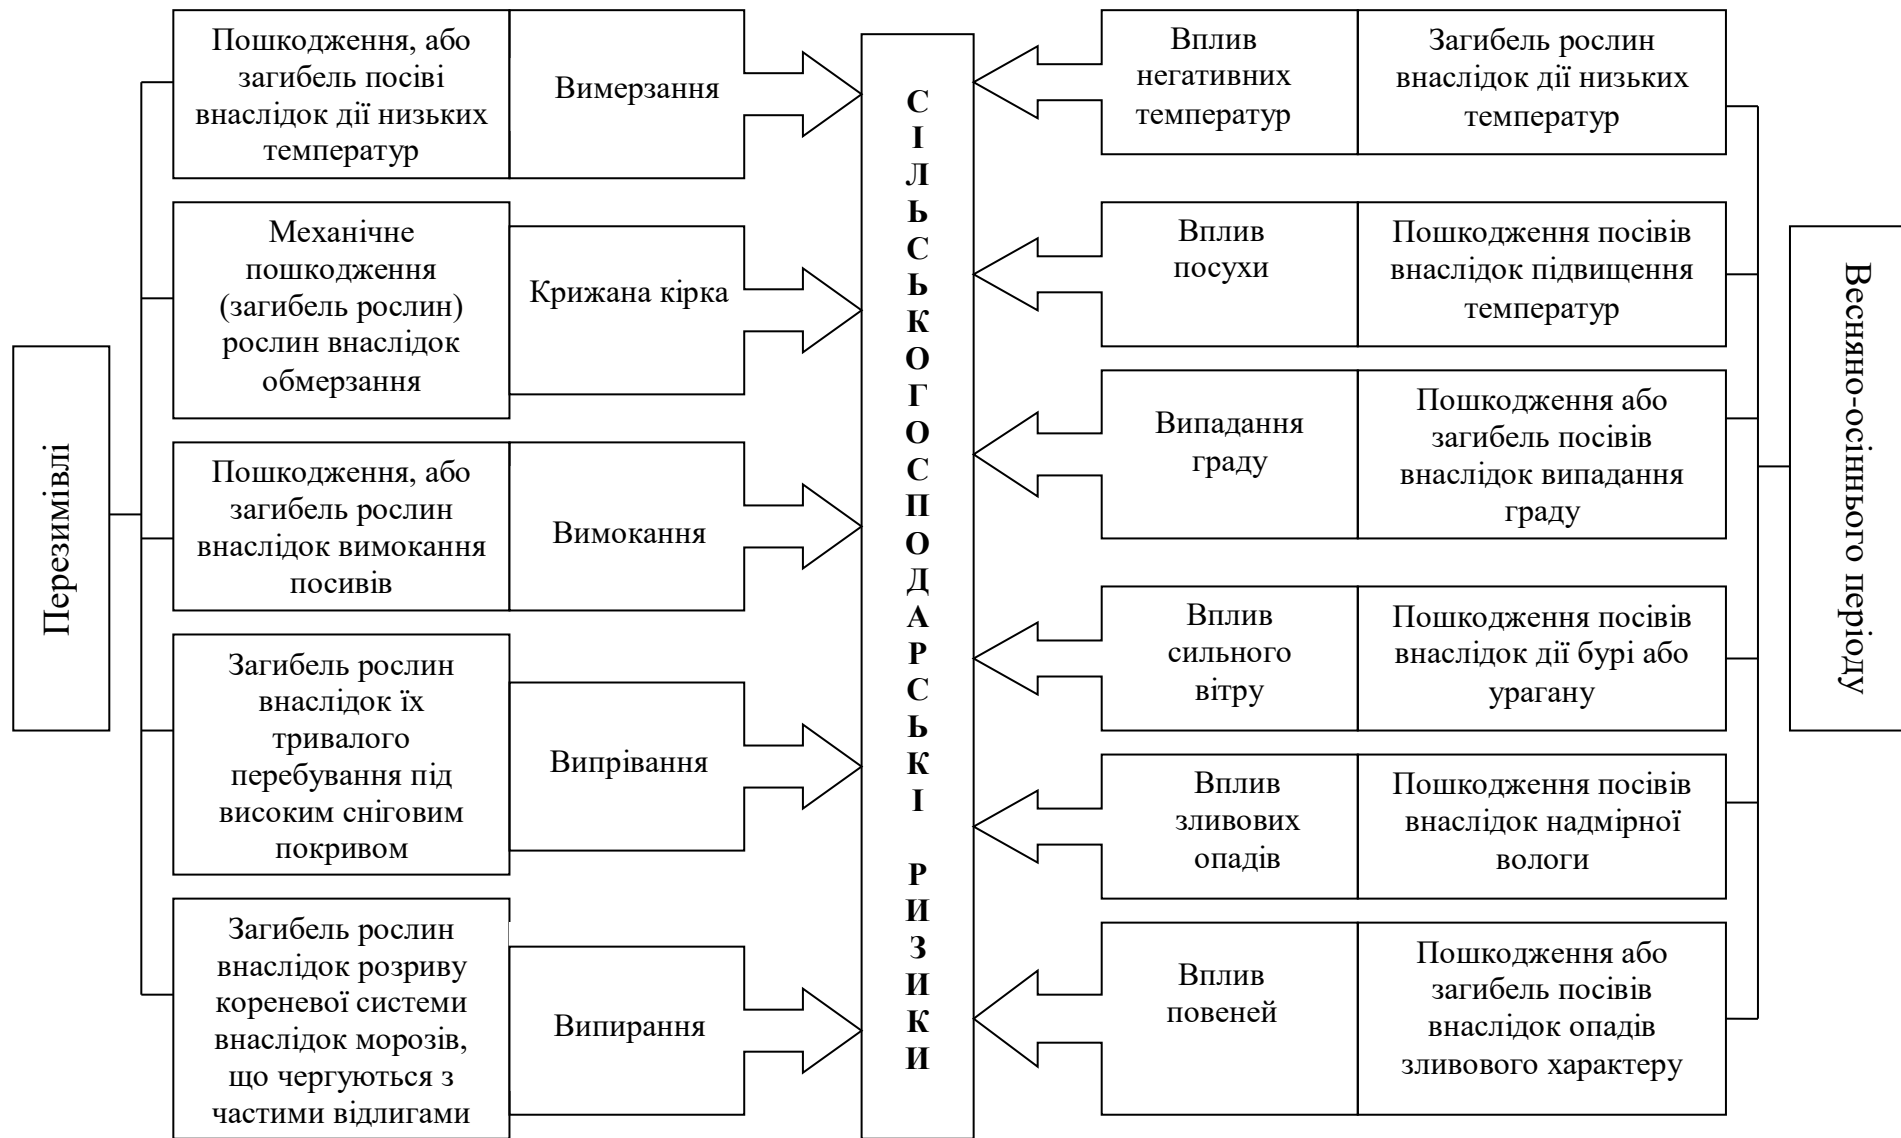 Перезимівлі
Пошкодження, або
загибель посіві
внаслідок дії низьких
температур
Вимерзання
Механічне
пошкодження
(загибель рослин)
рослин внаслідок
обмерзання
Крижана кірка
Пошкодження, або
загибель рослин
внаслідок вимокання
посивів
Вимокання
Загибель рослин
внаслідок їх
тривалого
перебування під
високим сніговим
покривом
Випрівання
Загибель рослин
внаслідок розриву
кореневої системи
внаслідок морозів,
що чергуються з
частими відлигами
Випирання
СІЛЬСЬКОГОСПОДАРСЬКІ РИЗИКИ
Вплив
негативних
температур
Загибель рослин
внаслідок дії низьких
температур
Вплив
посухи
Пошкодження посівів
внаслідок підвищення
температур
Випадання
граду
Пошкодження або
загибель посівів
внаслідок випадання
граду
Вплив
сильного
вітру
Пошкодження посівів
внаслідок дії бурі або
урагану
Вплив
зливових
опадів
Пошкодження посівів
внаслідок надмірної
вологи
Вплив
повеней
Пошкодження або
загибель посівів
внаслідок опадів
зливового характеру
Весняно-осіннього періоду